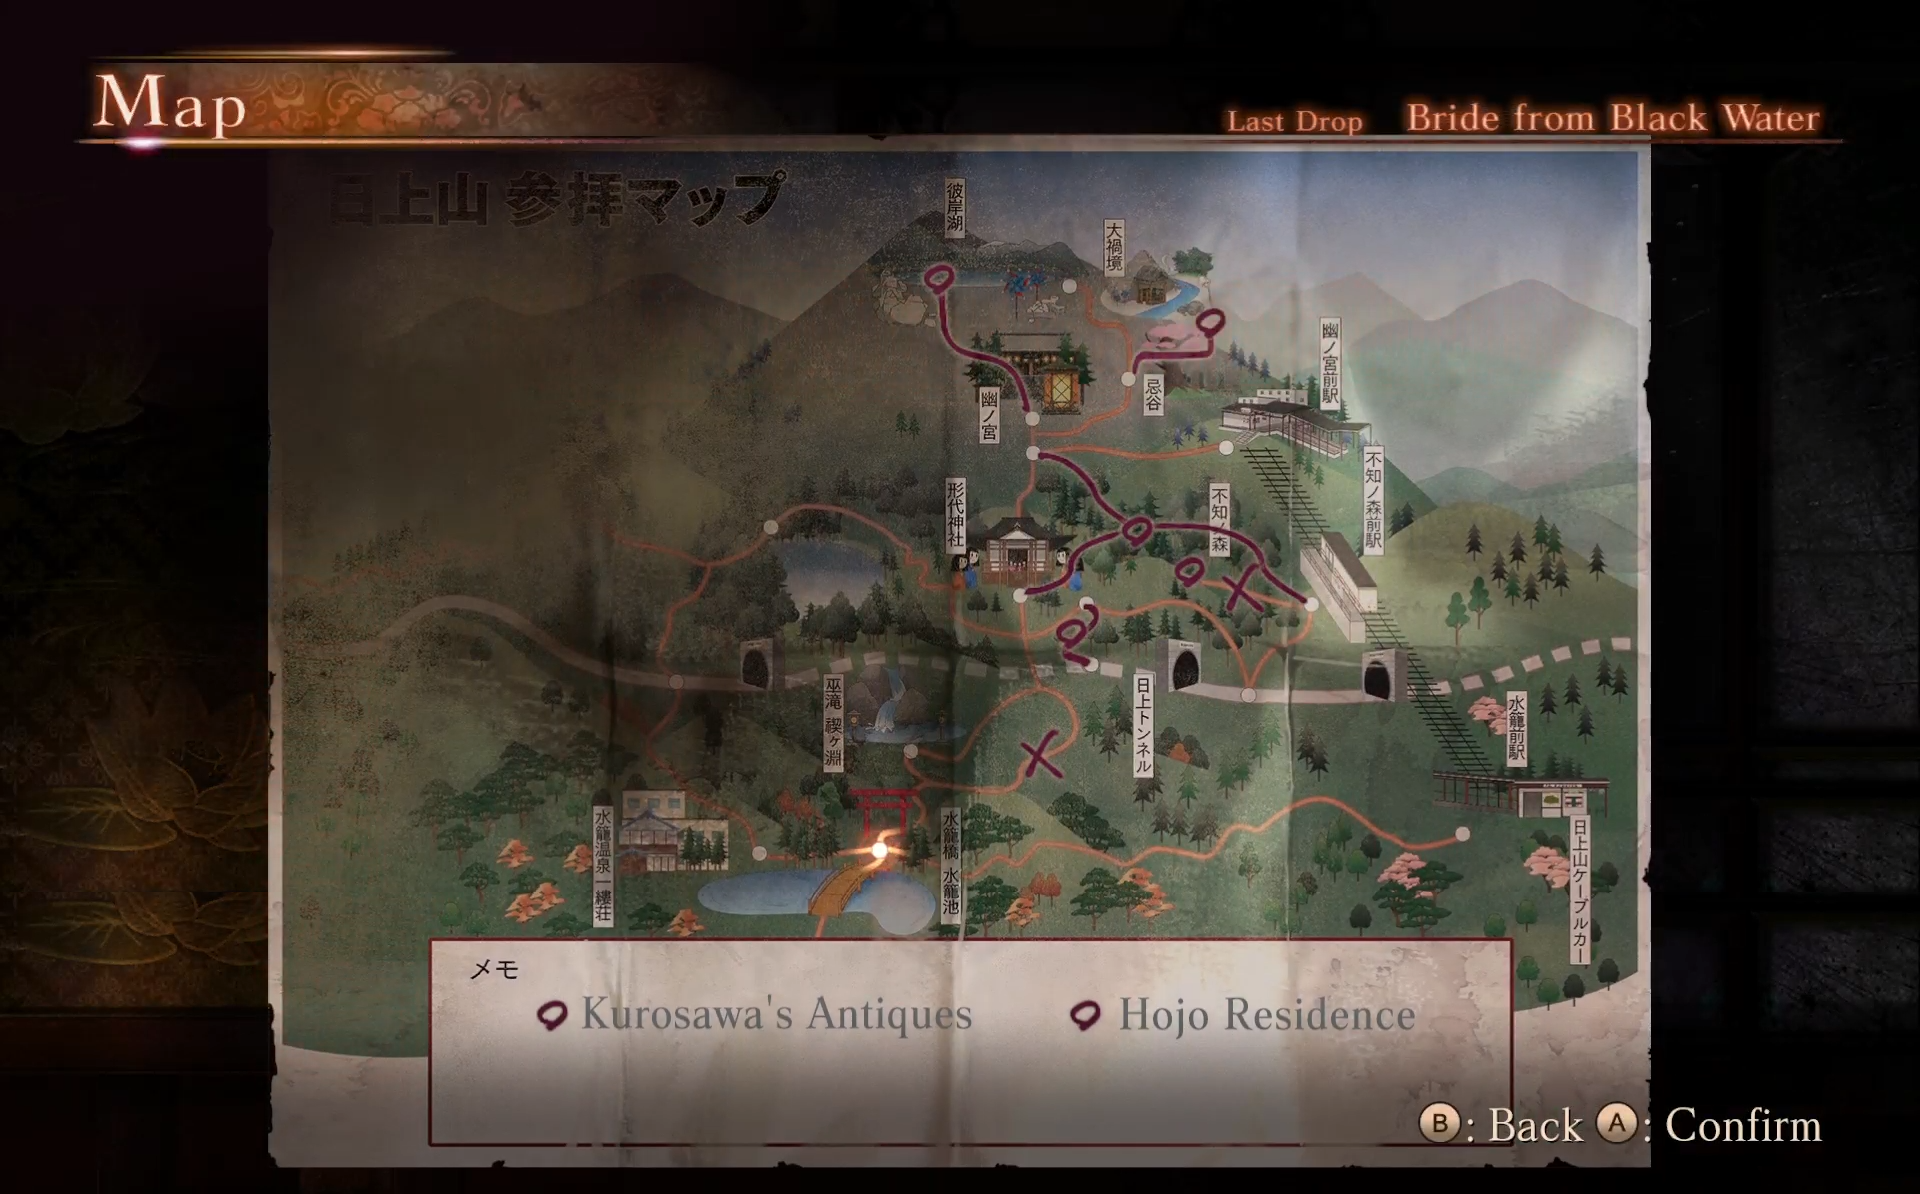 Map
Last Drop Bride from Black Water
日上山 参拝マップ
彼岸湖
大禍境
幽ノ宮前駅
忌谷
幽ノ宮
不知ノ森前駅
形代神社
不知ノ森
巫滝 禊ヶ淵
日上トンネル
水籠前駅
水籠温泉 一縷荘
水籠橋 水籠池
日上山ケーブルカー
メモ
Kurosawa's Antiques Hojo Residence
B: Back A: Confirm